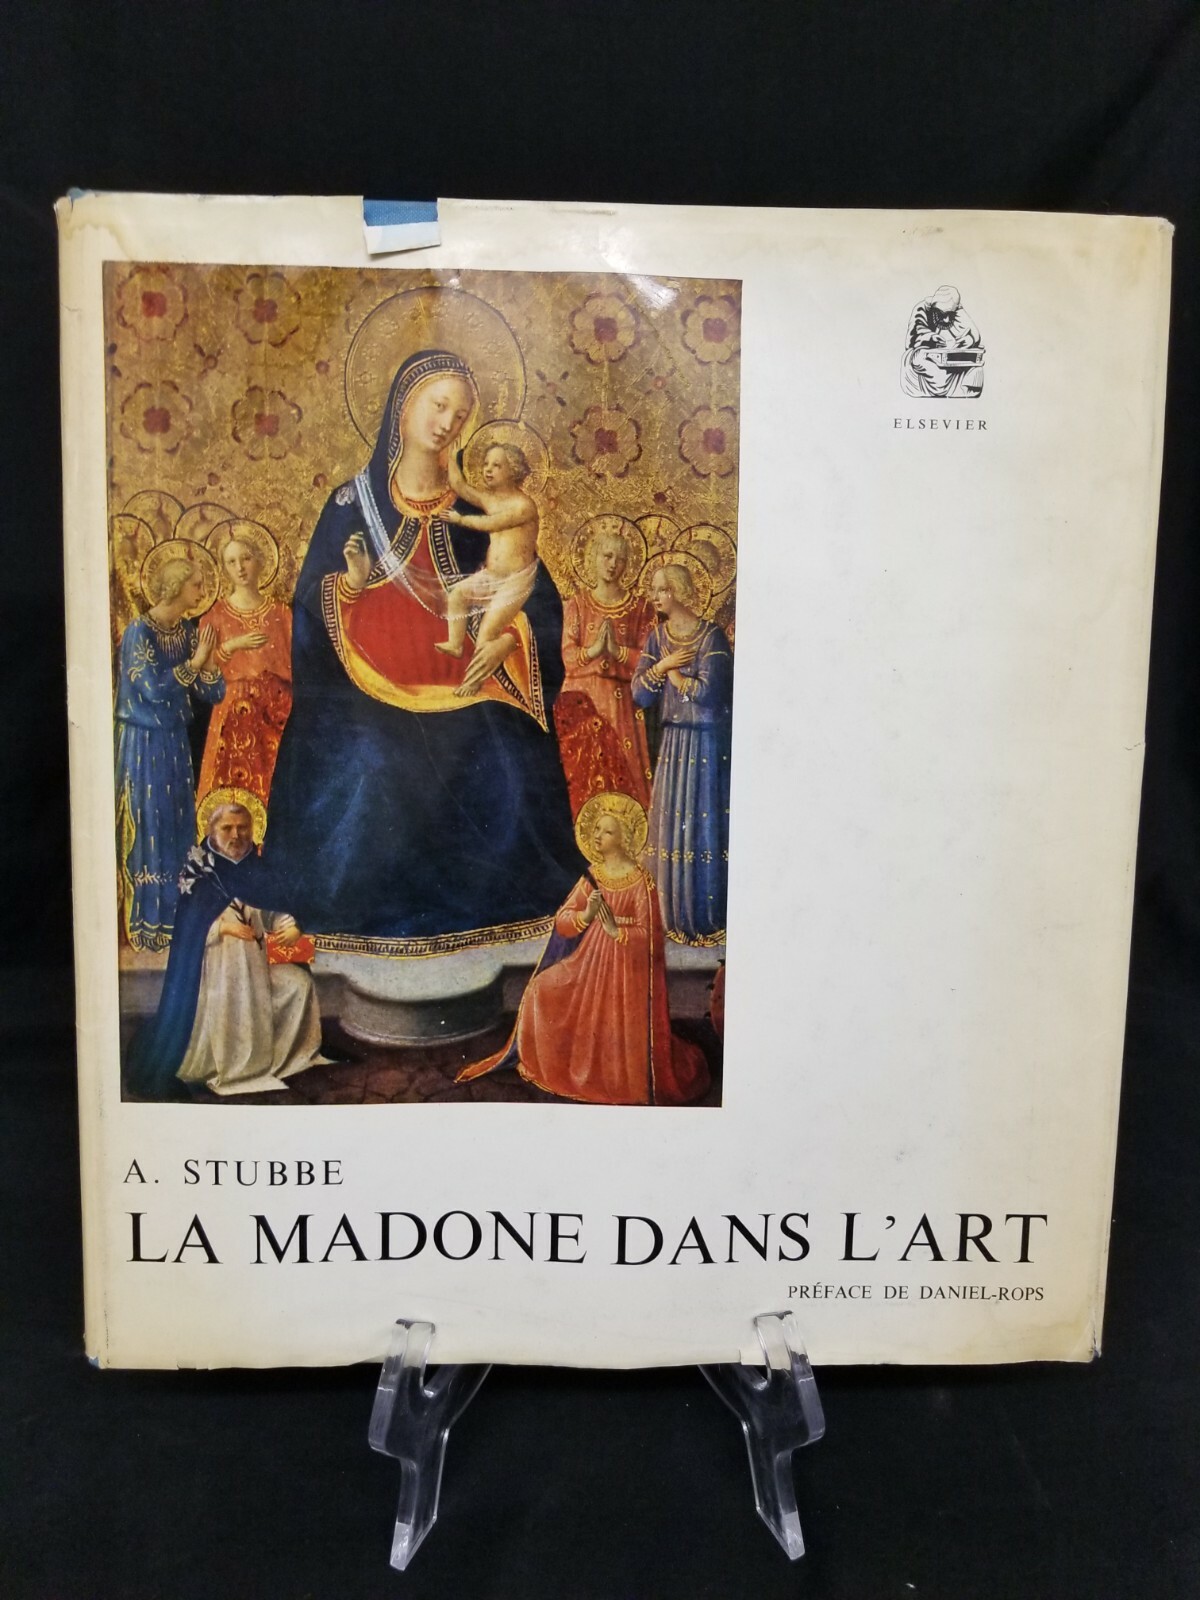 ELSEVIER
A. STUBBE
LA MADONE DANS L'ART
PRÉFACE DE DANIEL-ROPS